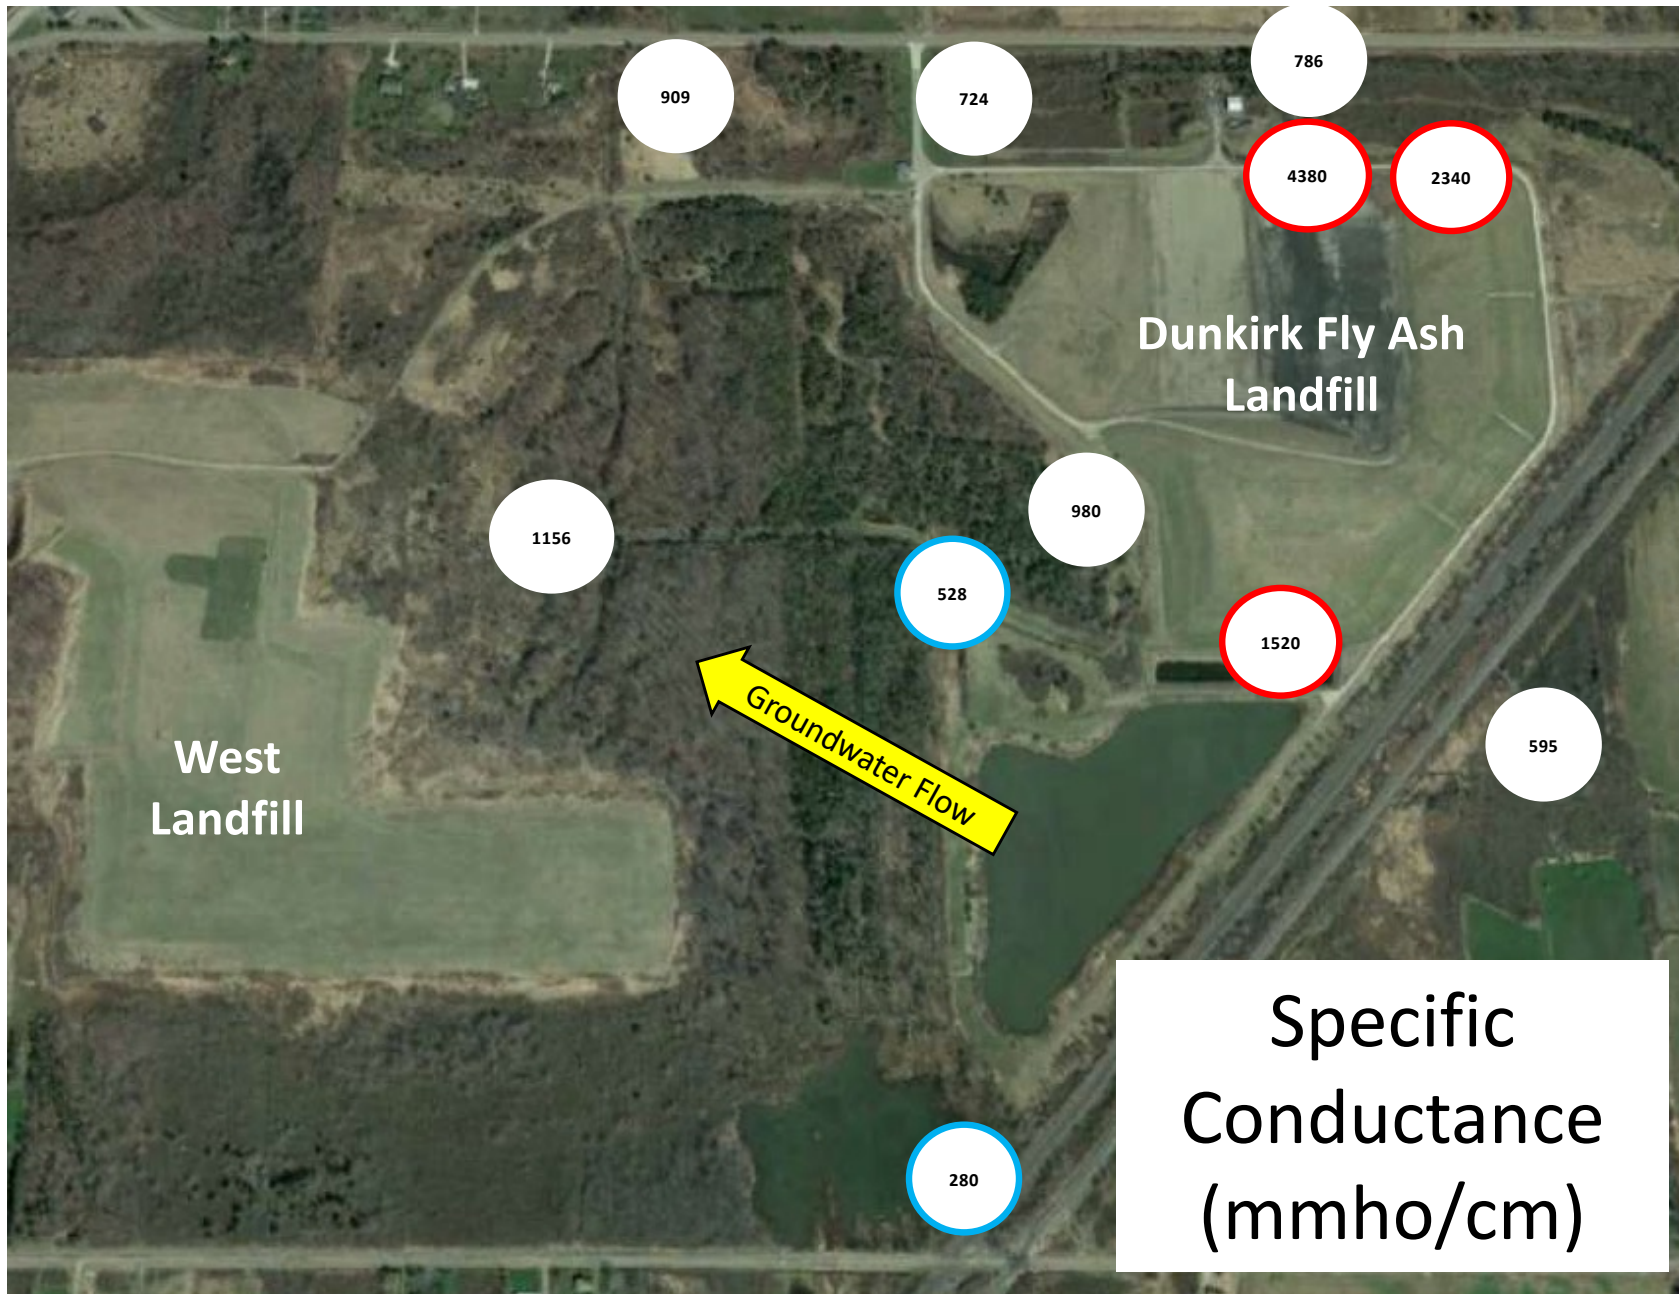 786
909
724
4380
2340
Dunkirk Fly Ash
Landfill
980
1156
528
1520
Groundwater Flow
595
West
Landfill
280
Specific
Conductance
(mmho/cm)